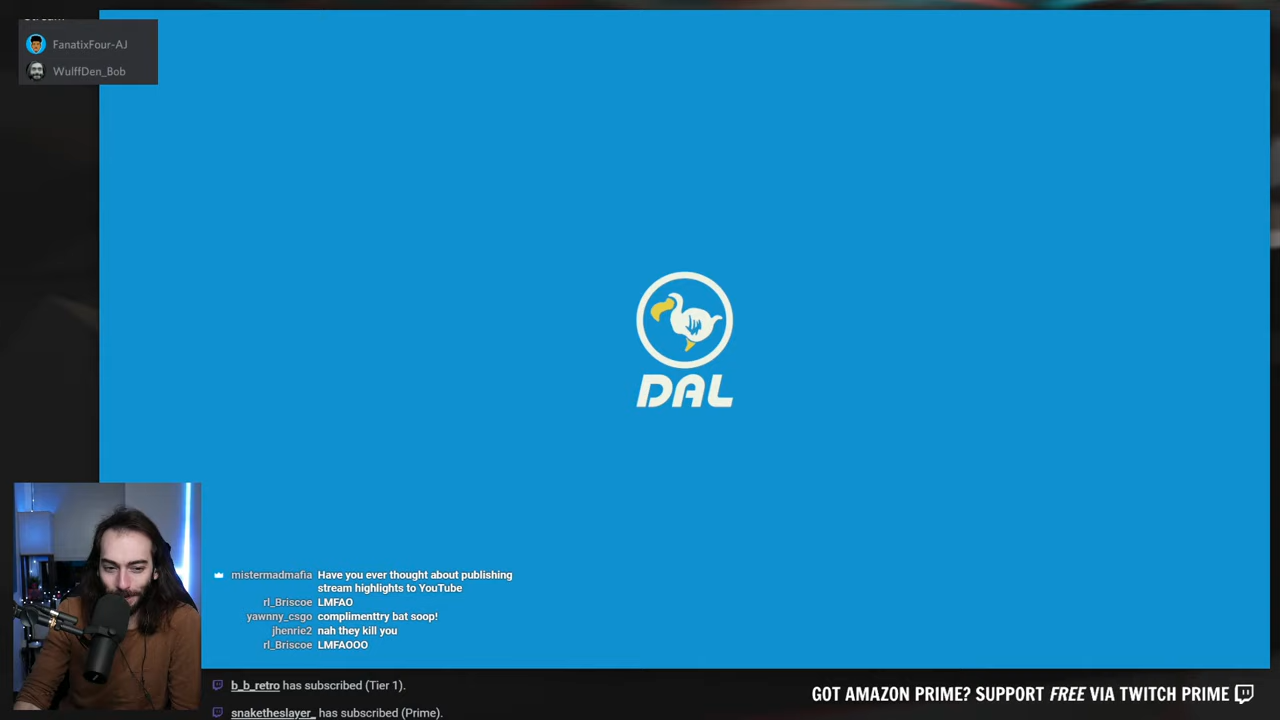 FanatixFour-AJ
WulffDen_Bob
DAL
mistermadmafia Have you ever thought about publishing
stream highlights to YouTube
rl_Briscoe LMFAO
yawnny_csgo complimenttry bat soop!
jhenrie2 nah they kill you
rl_Briscoe LMFAOOO
b_b_retro has subscribed (Tier 1).
snaketheslayer_ has subscribed (Prime).
GOT AMAZON PRIME? SUPPORT FREE VIA TWITCH PRIME